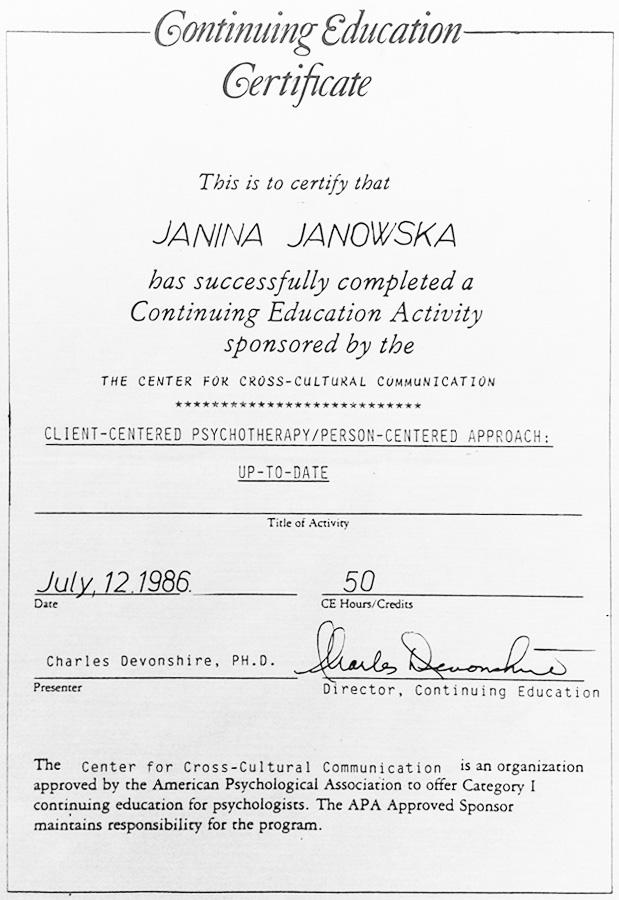 Continuing Education
Certificate
This is to certify that
JANINA JANOWSKA
has successfully completed a
Continuing Education Activity
sponsored by the
THE CENTER FOR CROSS-CULTURAL COMMUNICATION
***************************
CLIENT-CENTERED PSYCHOTHERAPY/PERSON-CENTERED APPROACH:
UP-TO-DATE
Title of Activity
July, 12.1986. 50
Date CE Hours/Credits
Charles Devonshire, PH.D. Charles Devonshire
Presenter Director, Continuing Education
The Center for Cross-Cultural Communication is an organization
approved by the American Psychological Association to offer Category I
continuing education for psychologists. The APA Approved Sponsor
maintains responsibility for the program.